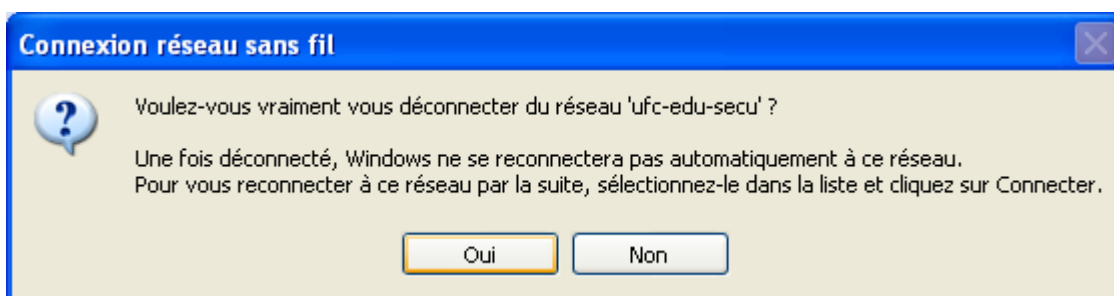 Connexion réseau sans fil
Voulez-vous vraiment vous déconnecter du réseau 'ufc-edu-secu' ?
Une fois déconnecté, Windows ne se reconnectera pas automatiquement à ce réseau.
Pour vous reconnecter à ce réseau par la suite, sélectionnez-le dans la liste et cliquez sur Connecter.
Oui Non